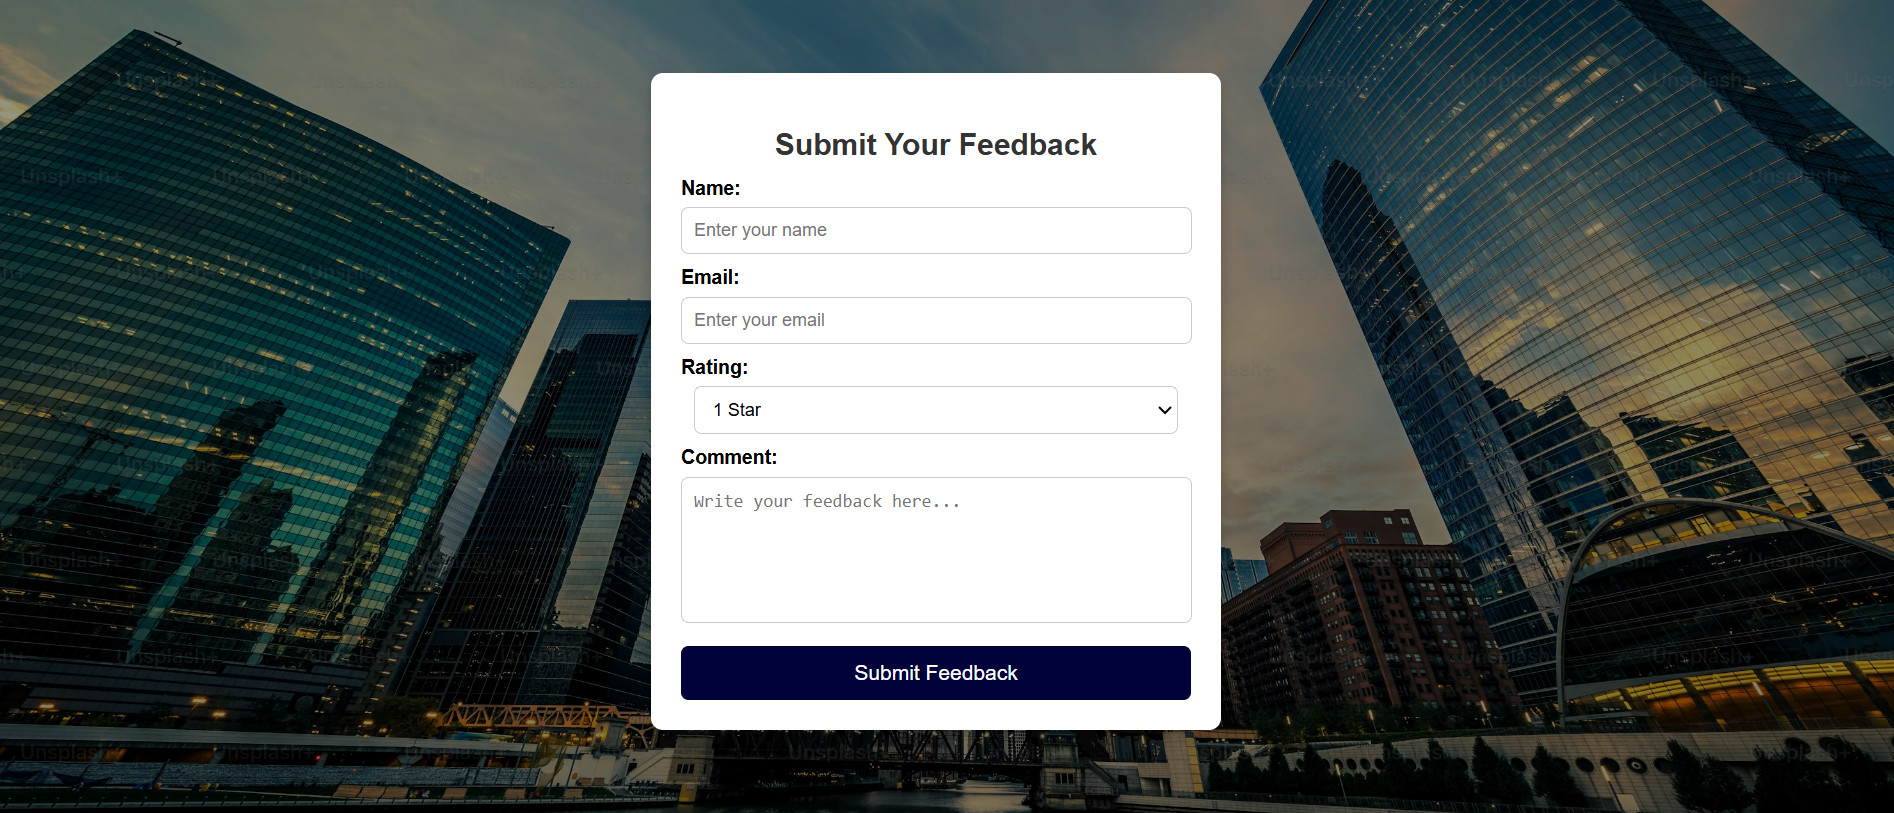 Submit Your Feedback
Name:
Enter your name
Email:
Enter your email
Rating:
1 Star
Comment:
Write your feedback here...
Submit Feedback
Unsplash+